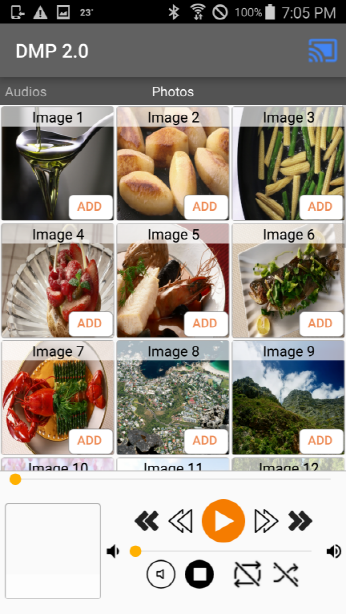 23° 100% 7:05 PM
DMP 2.0
Audios Photos
Image 1 Image 2 Image 3
ADD ADD ADD
Image 4 Image 5 Image 6
ADD ADD ADD
Image 7 Image 8 Image 9
ADD ADD ADD
Image 10 Image 11 Image 12